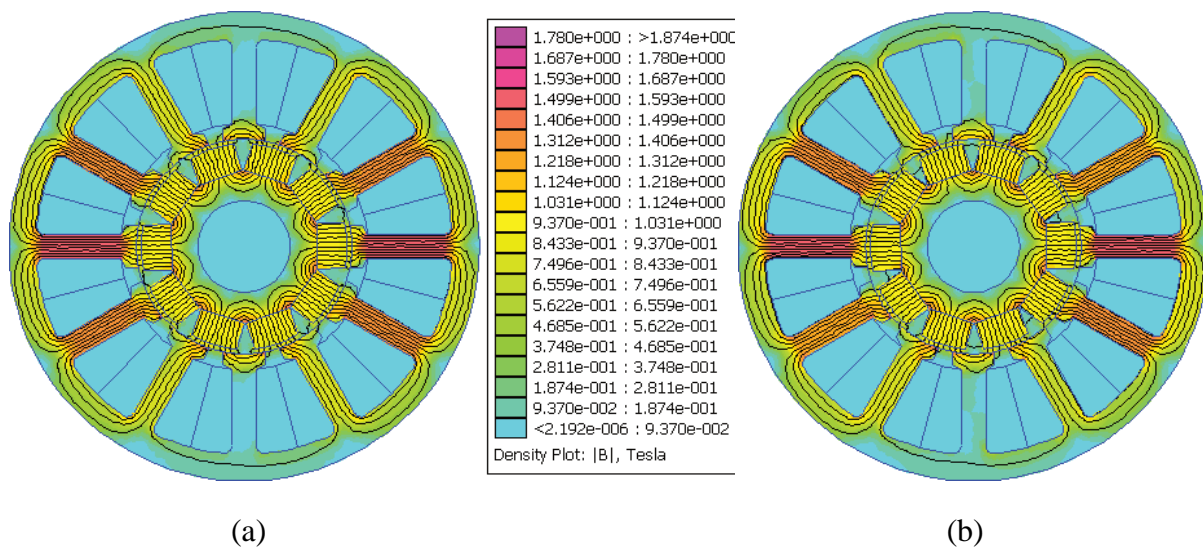 1.780e+000 : >1.874e+000
1.687e+000 : 1.780e+000
1.593e+000 : 1.687e+000
1.499e+000 : 1.593e+000
1.406e+000 : 1.499e+000
1.312e+000 : 1.406e+000
1.218e+000 : 1.312e+000
1.124e+000 : 1.218e+000
1.031e+000 : 1.124e+000
9.370e-001 : 1.031e+000
8.433e-001 : 9.370e-001
7.496e-001 : 8.433e-001
6.559e-001 : 7.496e-001
5.622e-001 : 6.559e-001
4.685e-001 : 5.622e-001
3.748e-001 : 4.685e-001
2.811e-001 : 3.748e-001
1.874e-001 : 2.811e-001
9.370e-002 : 1.874e-001
<2.192e-006 : 9.370e-002
Density Plot: |B|, Tesla
(a)
(b)